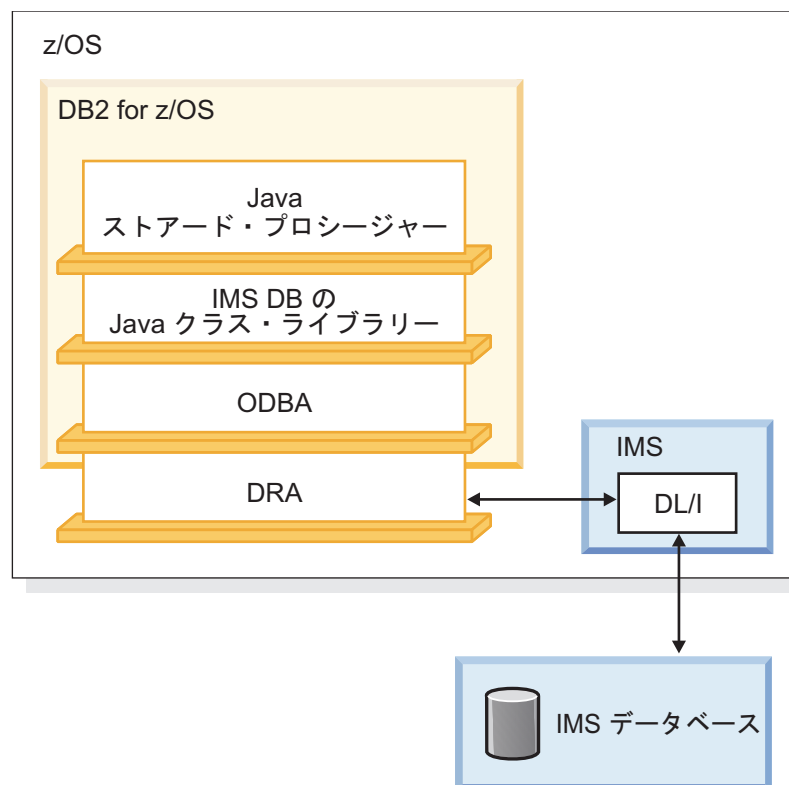 z/OS
DB2 for z/OS
Java
ストアード・プロシージャー
IMS DB の
Java クラス・ライブラリー
ODBA
DRA
IMS
DL/I
IMS データベース